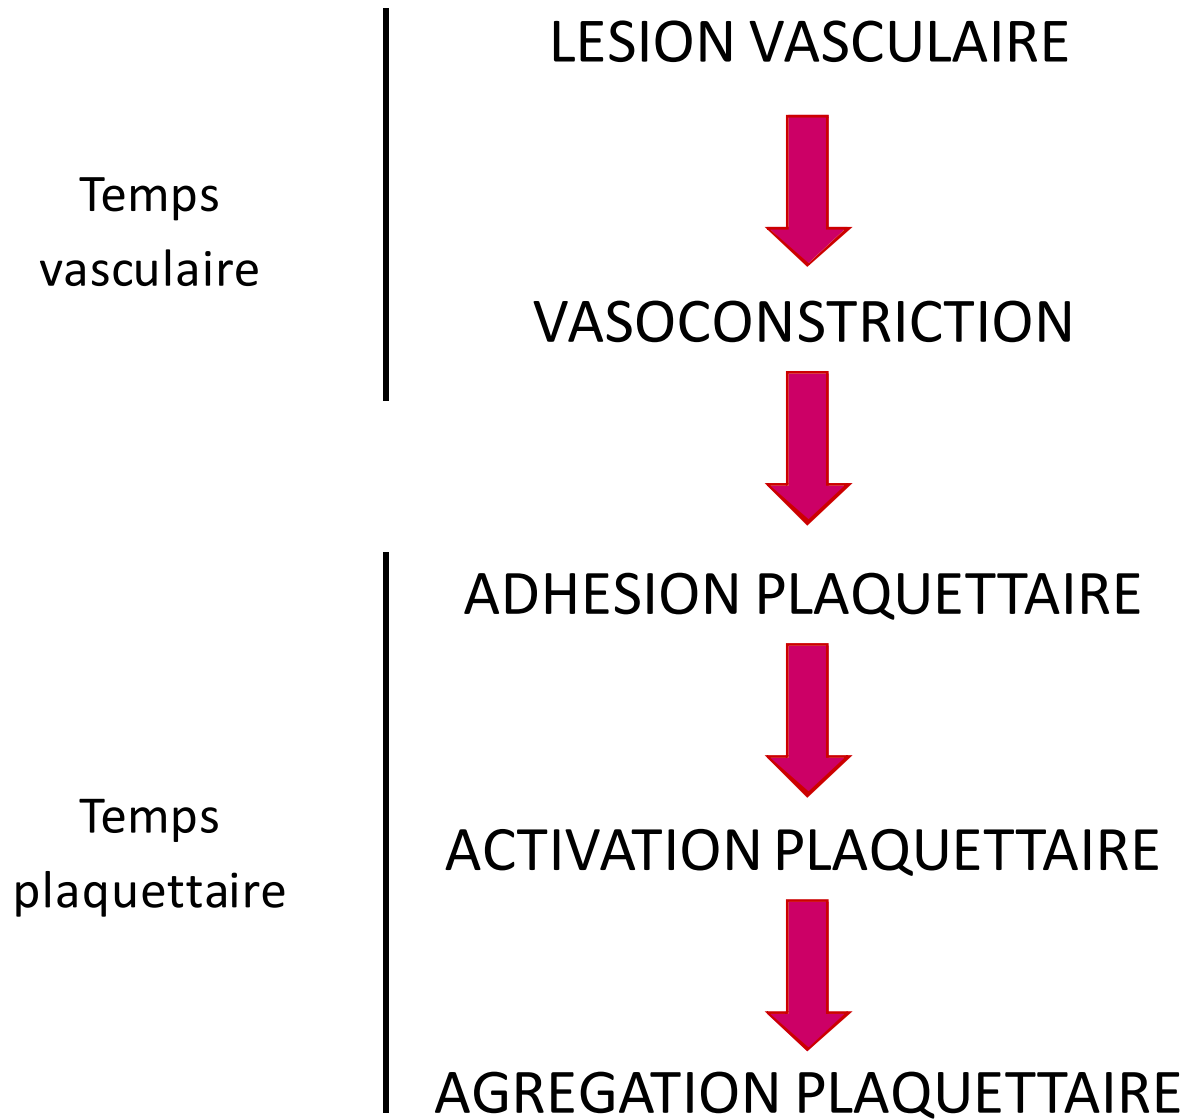 LESION VASCULAIRE
Temps
vasculaire
VASOCONSTRICTION
ADHESION PLAQUETTAIRE
Temps
plaquettaire
ACTIVATION PLAQUETTAIRE
AGREGATION PLAQUETTAIRE